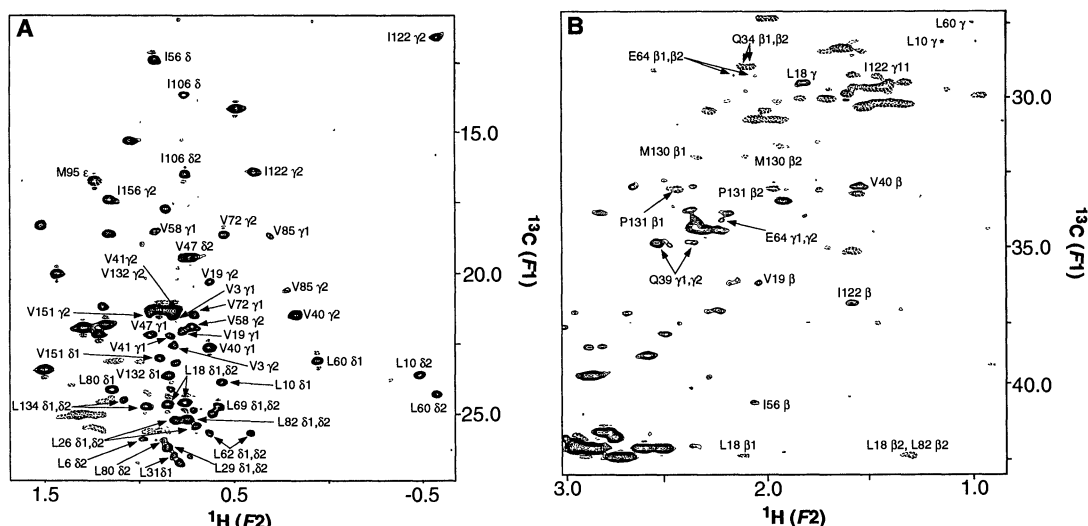 A
I122 γ2
I56 δ
I106 δ
15.0
I106 δ2
M95 ε
I122 γ2
I156 γ2
V58 γ1
V72 γ2
V85 γ1
V47 δ2
V41γ2
V132 γ2
V19 γ2
20.0
V3 γ1
V85 γ2
V151 γ2
V72 γ1
V58 γ2
V40 γ2
V47 γ1
V19 γ1
V41 γ1
V40 γ1
V151 δ1
V3 γ2
L60 δ1
L10 δ2
V132 δ1
L18 δ1,δ2
L80 δ1
L10 δ1
L134 δ1,δ2
L69 δ1,δ2
L60 δ2
25.0
L82 δ1,δ2
L26 δ1,δ2
L6 δ2
L62 δ1,δ2
L80 δ2
L29 δ1,δ2
L31δ1
1.5
0.5
-0.5
¹H (F2)
¹³C (F1)
B
L60 γ
Q34 β1,β2
L10 γ*
E64 β1,β2
L18 γ
I122 γ11
30.0
M130 β1
M130 β2
V40 β
P131 β2
P131 β1
E64 γ1,γ2
35.0
Q39 γ1,γ2
V19 β
I122 β
40.0
I56 β
L18 β1
L18 β2, L82 β2
3.0
2.0
1.0
¹H (F2)
¹³C (F1)